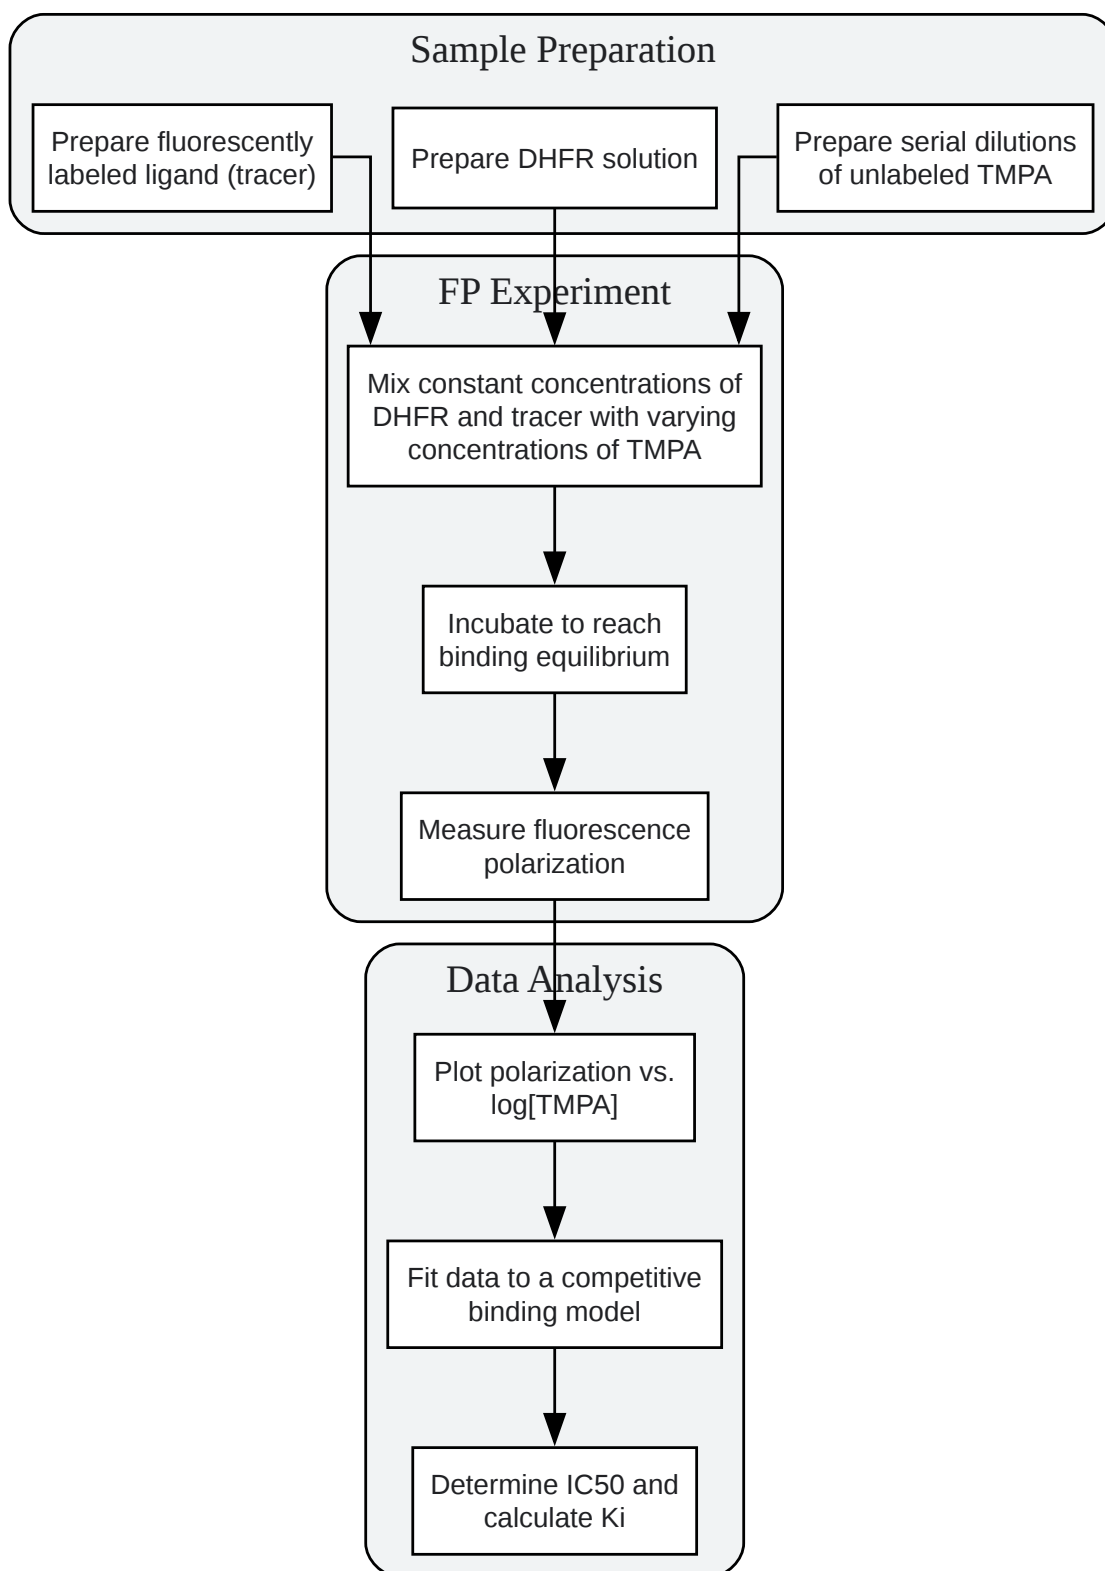 Sample Preparation
Prepare fluorescently
labeled ligand (tracer)
Prepare DHFR solution
Prepare serial dilutions
of unlabeled TMPA
FP Experiment
Mix constant concentrations of
DHFR and tracer with varying
concentrations of TMPA
Incubate to reach
binding equilibrium
Measure fluorescence
polarization
Data Analysis
Plot polarization vs.
log[TMPA]
Fit data to a competitive
binding model
Determine IC50 and
calculate Ki